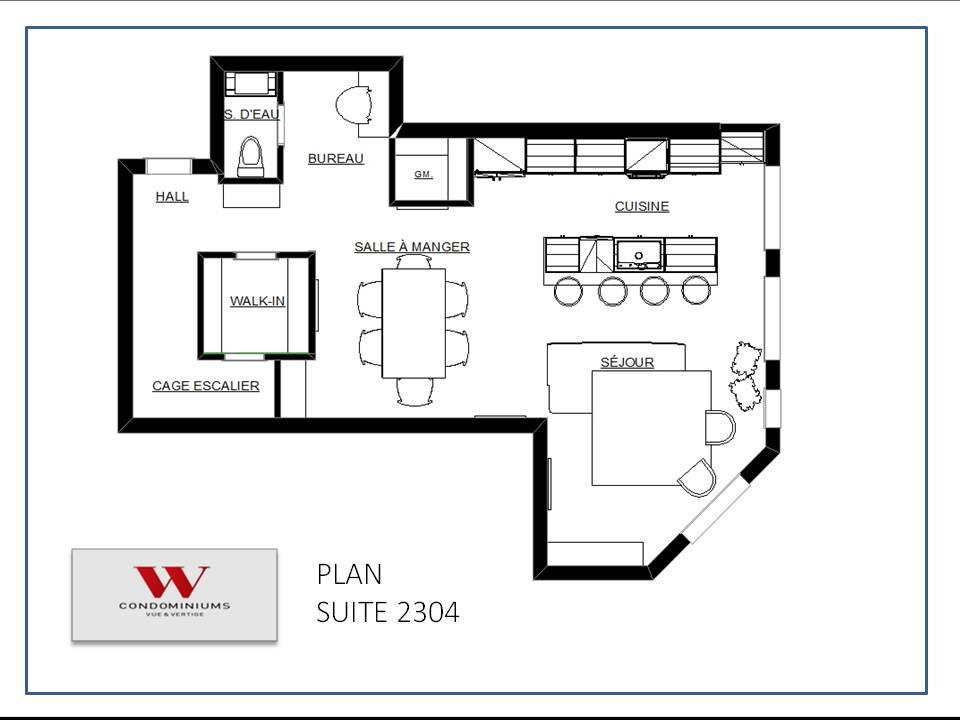 S. D'EAU
BUREAU
GM.
HALL
CUISINE
SALLE À MANGER
WALK-IN
SÉJOUR
CAGE ESCALIER
W
CONDOMINIUMS
VUE & VERTIGE
PLAN
SUITE 2304